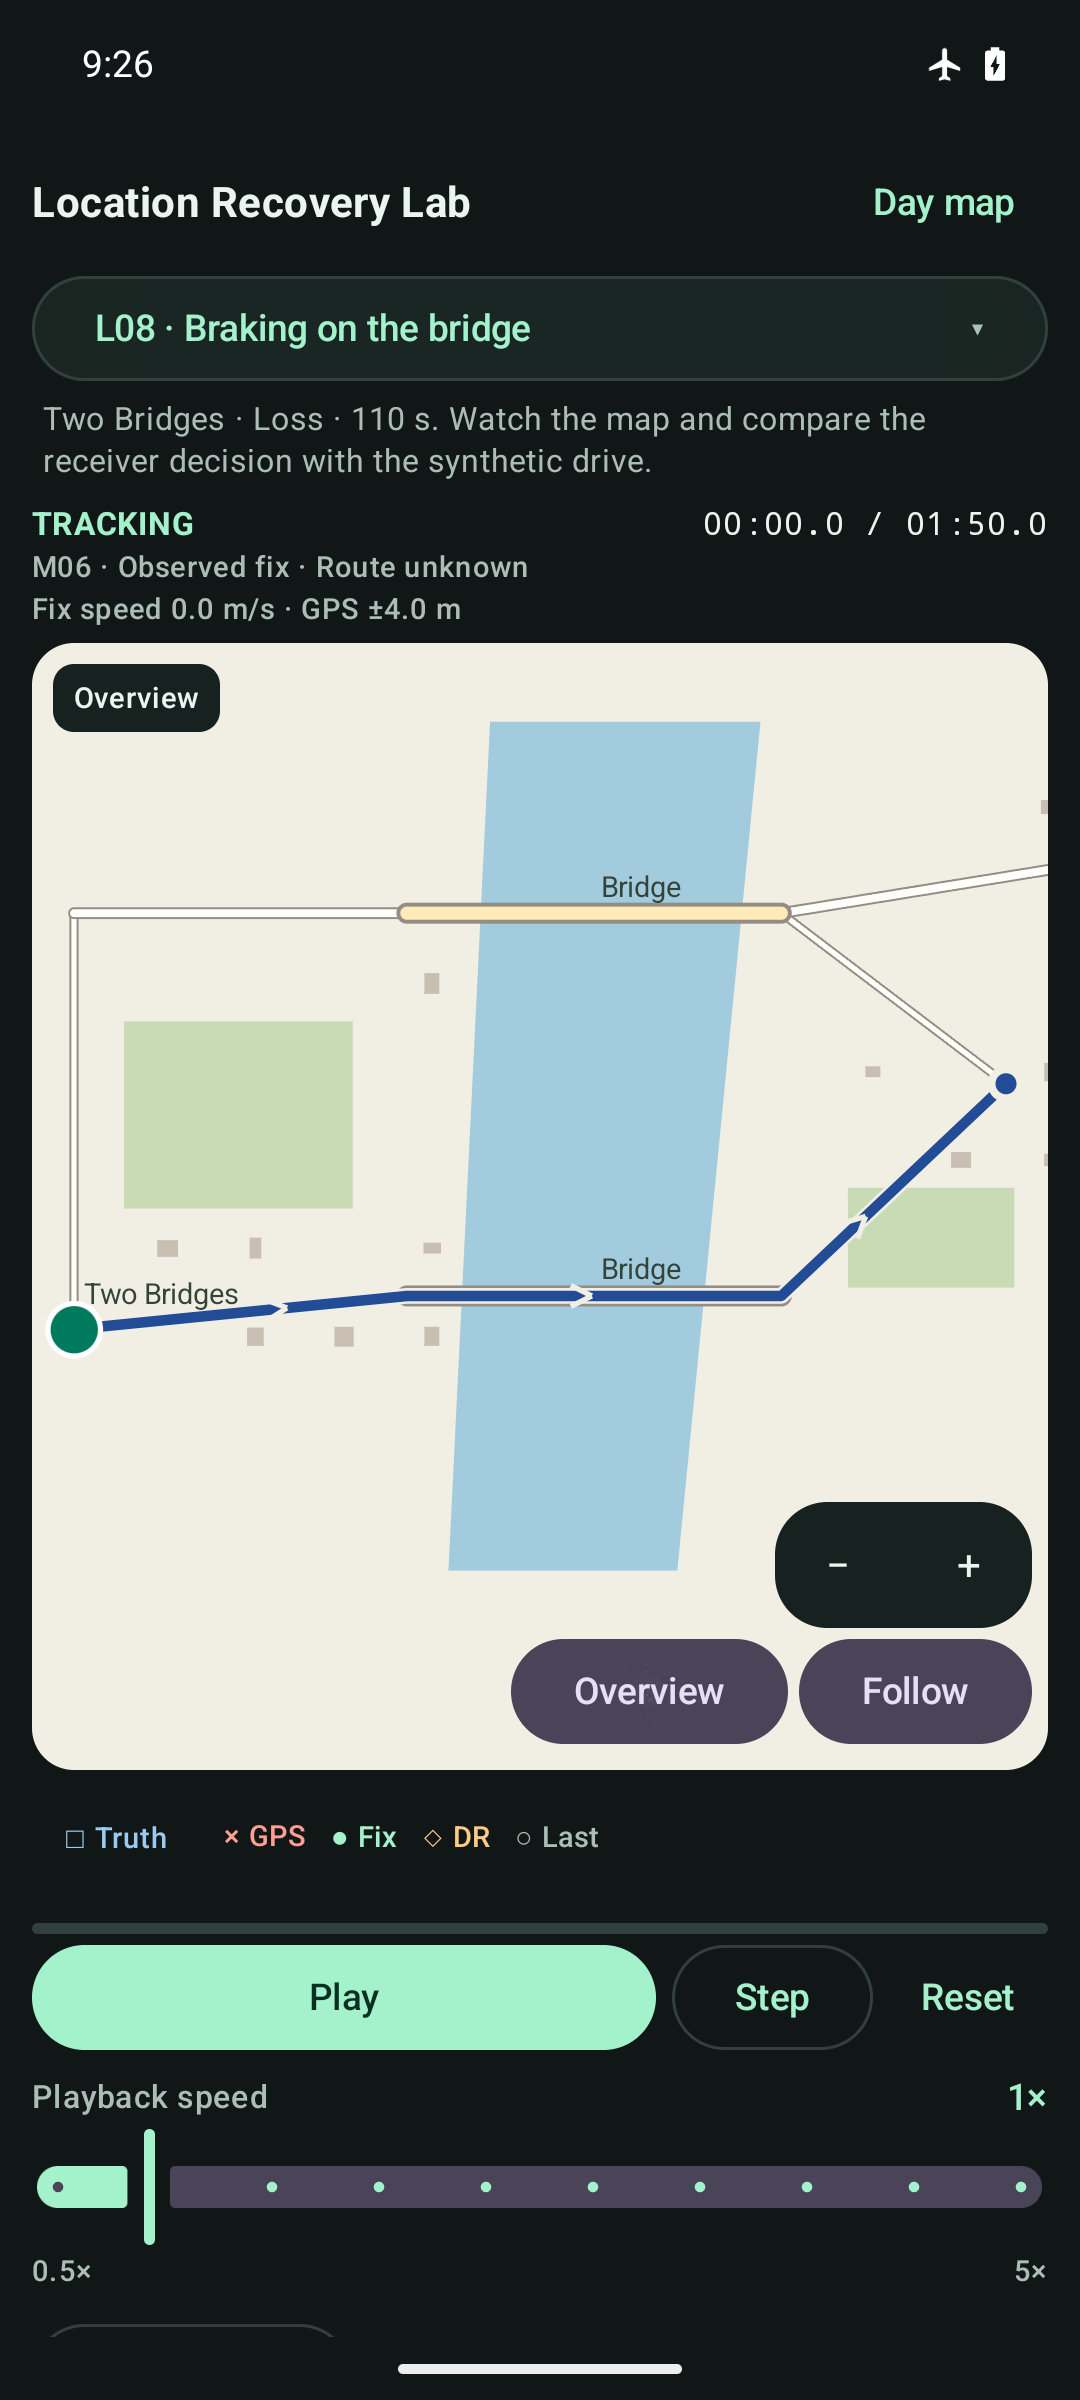 9:26
Location Recovery Lab
Day map
L08 · Braking on the bridge
▾
Two Bridges · Loss · 110 s. Watch the map and compare the
receiver decision with the synthetic drive.
TRACKING
00:00.0 / 01:50.0
M06 · Observed fix · Route unknown
Fix speed 0.0 m/s · GPS ±4.0 m
Overview
Bridge
Bridge
Two Bridges
− +
Overview
Follow
□ Truth × GPS ● Fix ◇ DR ○ Last
Play
Step
Reset
Playback speed
1×
0.5×
5×